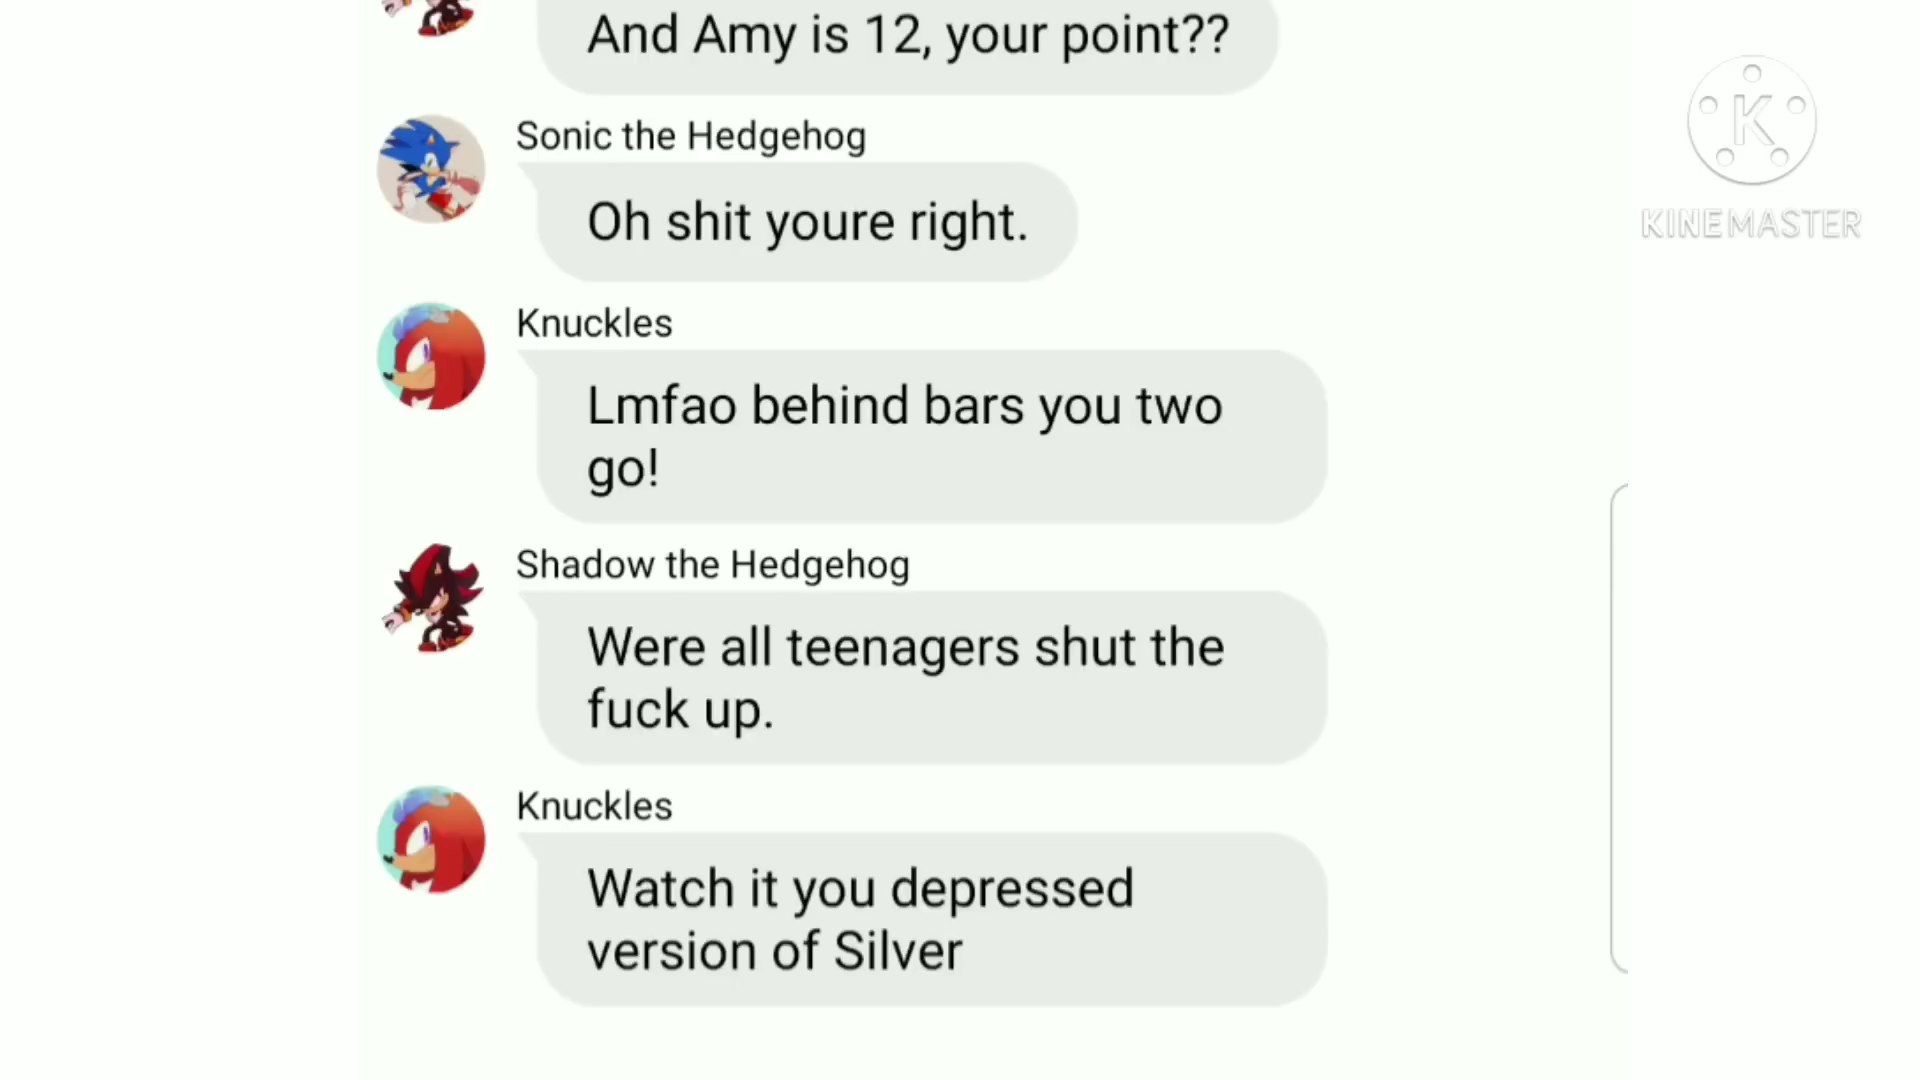 And Amy is 12, your point??
Sonic the Hedgehog
Oh shit youre right.
Knuckles
Lmfao behind bars you two
go!
Shadow the Hedgehog
Were all teenagers shut the
fuck up.
Knuckles
Watch it you depressed
version of Silver
K
KINEMASTER